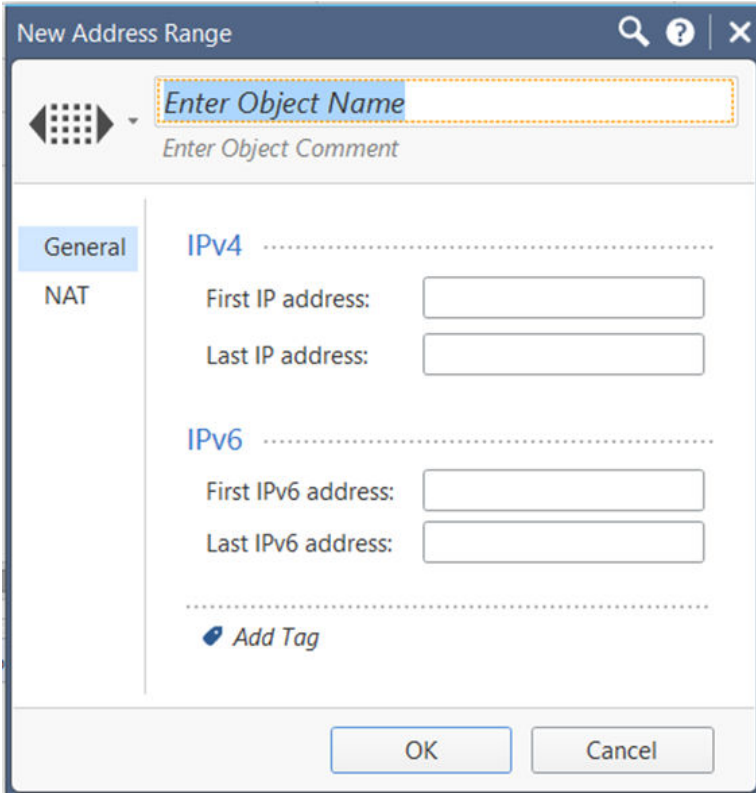 New Address Range
Enter Object Name
Enter Object Comment
General
NAT
IPv4
First IP address:
Last IP address:
IPv6
First IPv6 address:
Last IPv6 address:
Add Tag
OK
Cancel